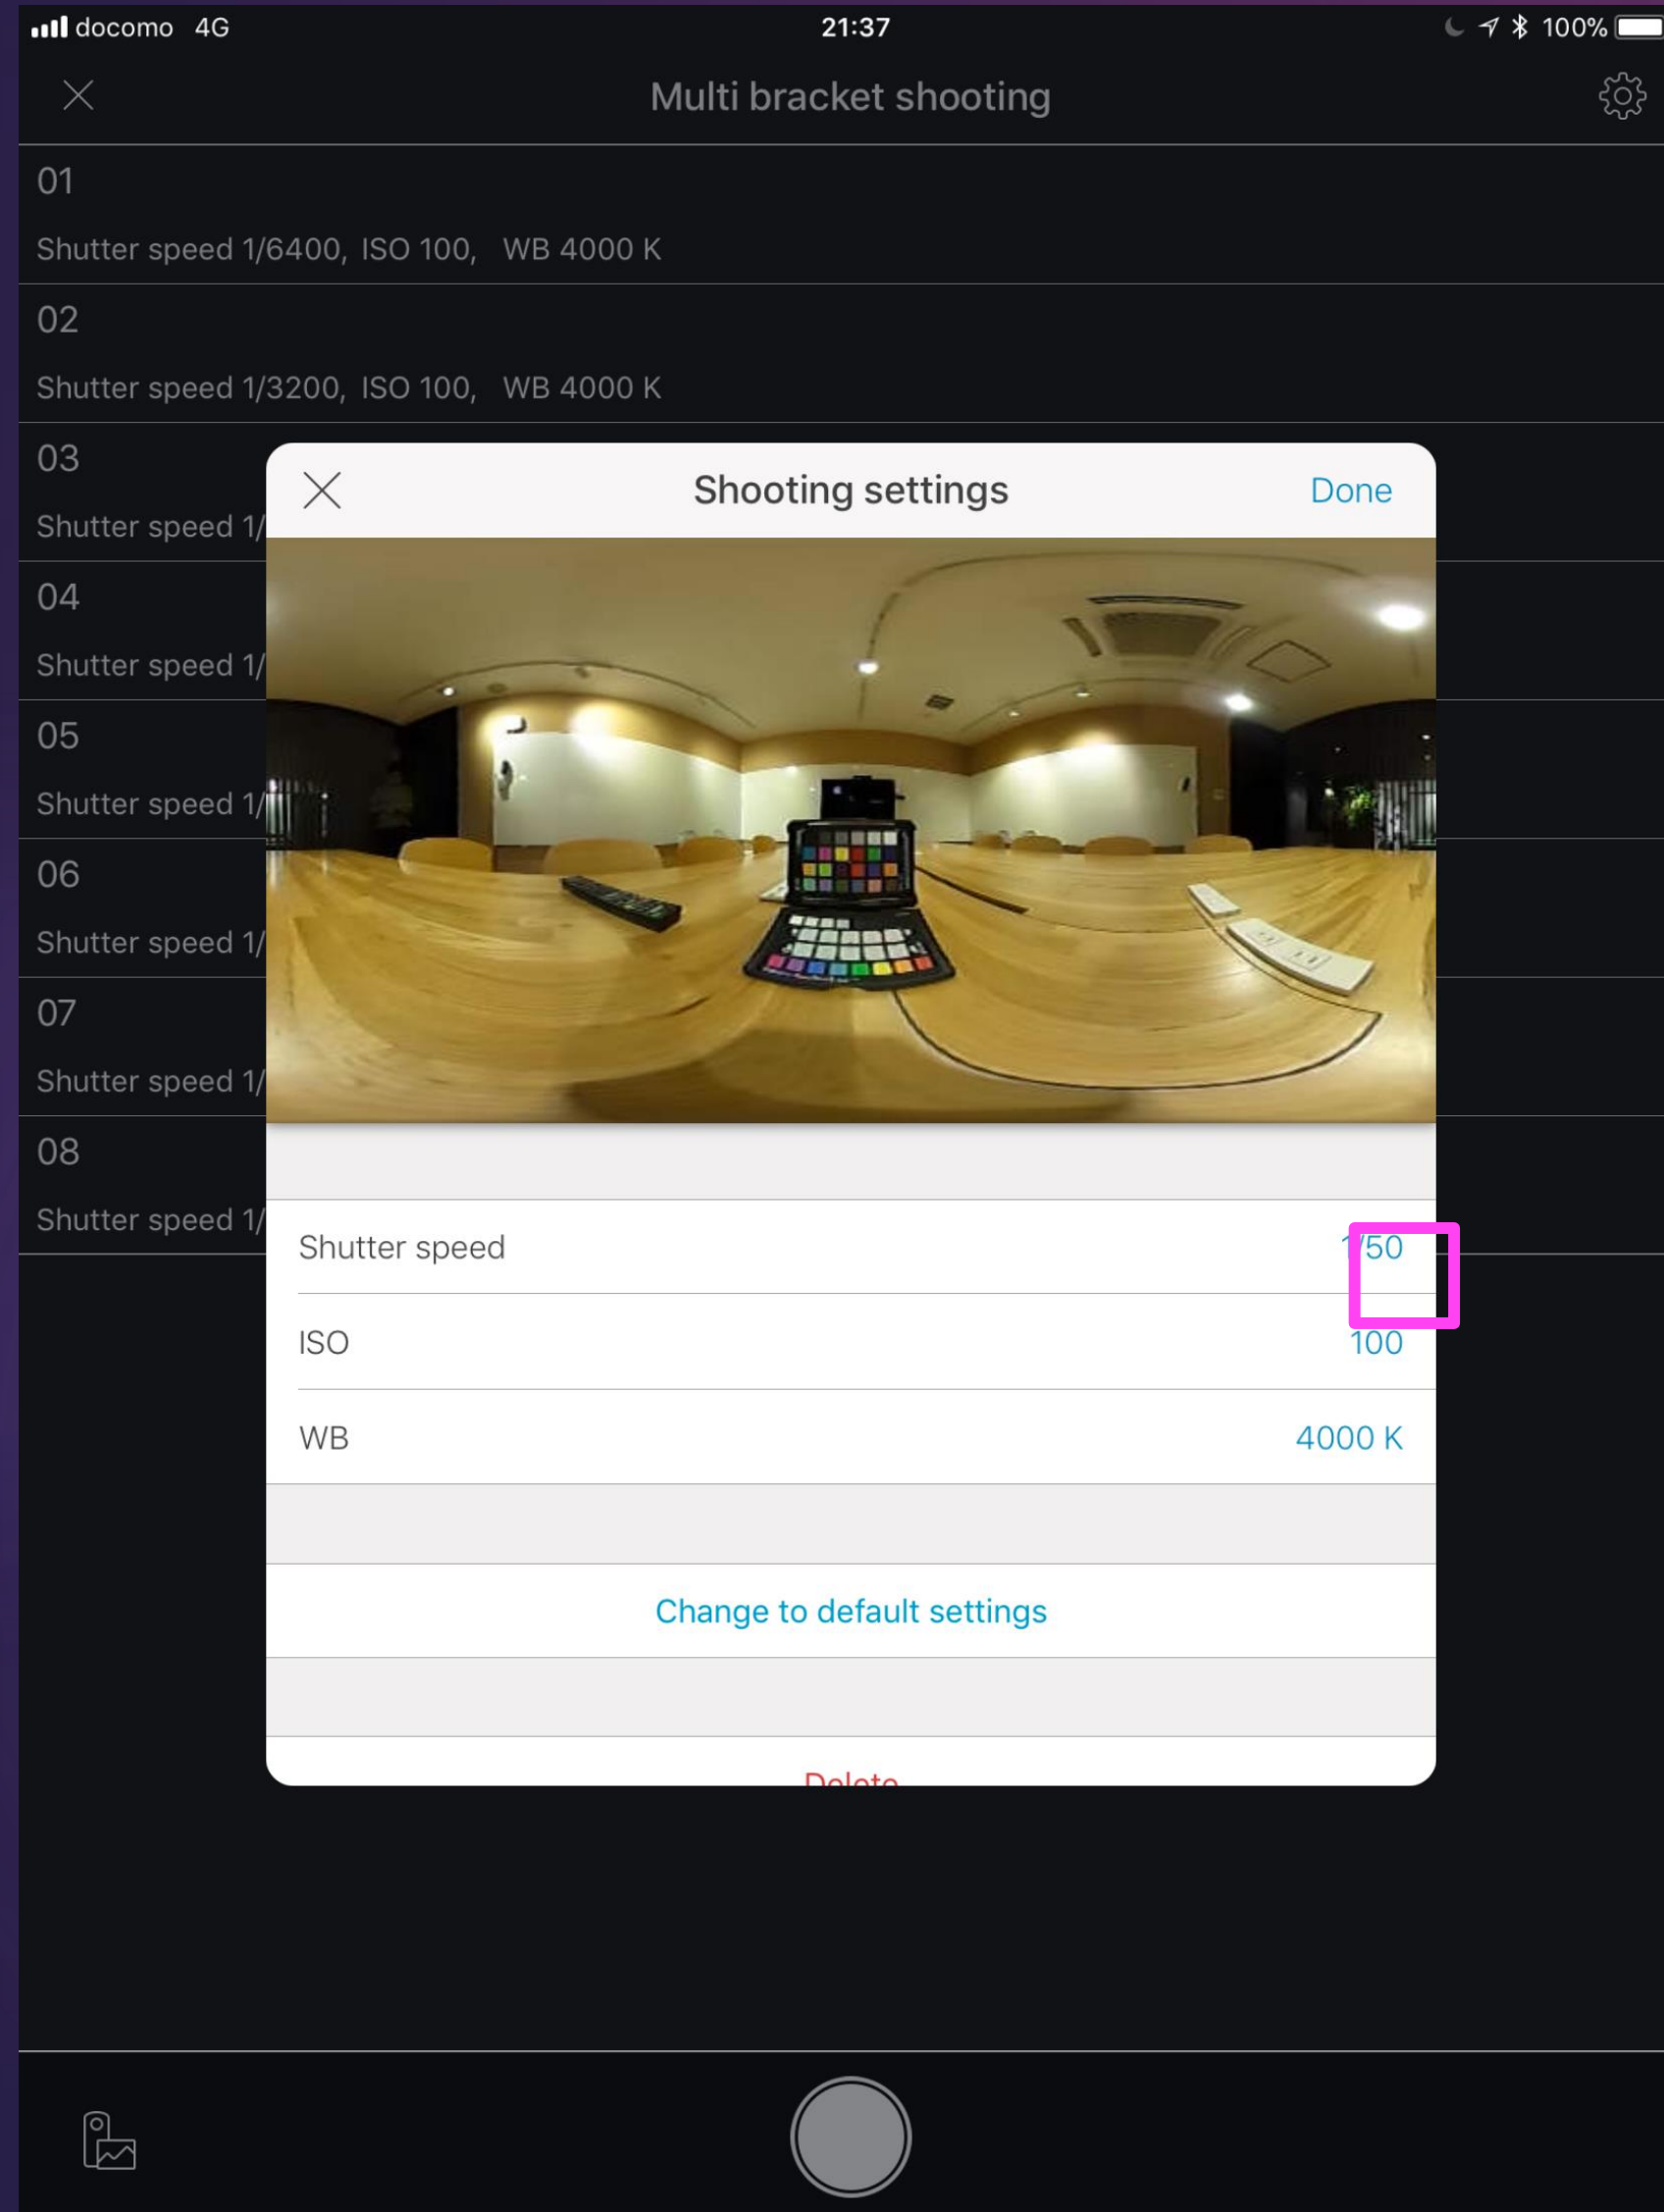 docomo 4G 21:37 100%
Multi bracket shooting
01
Shutter speed 1/6400, ISO 100, WB 4000 K
02
Shutter speed 1/3200, ISO 100, WB 4000 K
03
Shutter speed 1/
04
Shutter speed 1/
05
Shutter speed 1/
06
Shutter speed 1/
07
Shutter speed 1/
08
Shutter speed 1/
Shooting settings Done
Shutter speed 1/50
ISO 100
WB 4000 K
Change to default settings
Delete